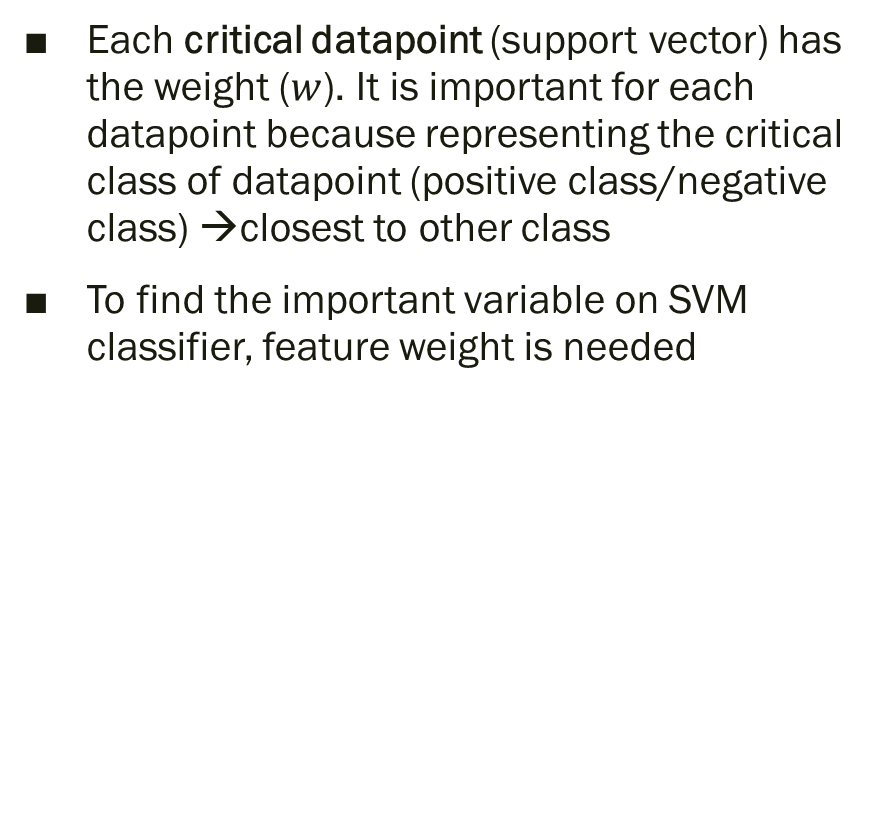 ■ Each critical datapoint (support vector) has
the weight (w). It is important for each
datapoint because representing the critical
class of datapoint (positive class/negative
class) →closest to other class
■ To find the important variable on SVM
classifier, feature weight is needed